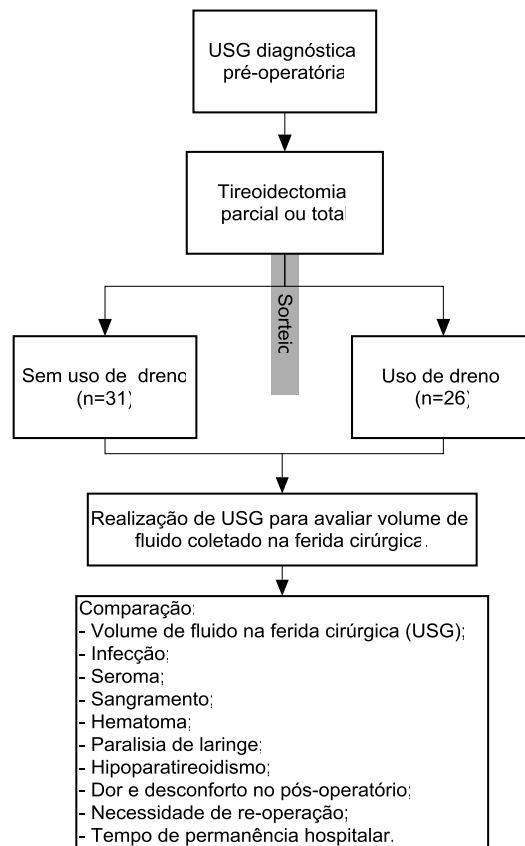 USG diagnóstica
pré-operatória
Tireoidectomia
parcial ou total
Sorteio
Sem uso de dreno
(n=31)
Uso de dreno
(n=26)
Realização de USG para avaliar volume de
fluido coletado na ferida cirúrgica.
Comparação:
- Volume de fluido na ferida cirúrgica (USG);
- Infecção;
- Seroma;
- Sangramento;
- Hematoma;
- Paralisia de laringe;
- Hipoparatireoidismo;
- Dor e desconforto no pós-operatório;
- Necessidade de re-operação;
- Tempo de permanência hospitalar.